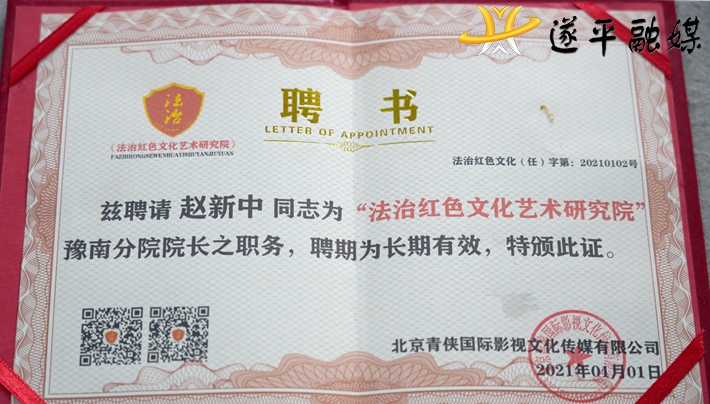 遂平融媒
法治
《法治红色文化艺术研究院》
FAZHIHONGSEWENHUAYISHUYANJIUYUAN
聘 书
LETTER OF APPOINTMENT
法治红色文化（任）字第：20210102号
兹聘请 赵新中 同志为 “法治红色文化艺术研究院”
豫南分院院长之职务，聘期为长期有效，特颁此证。
北京青侠国际影视文化传媒有限公司
2021年04月01日